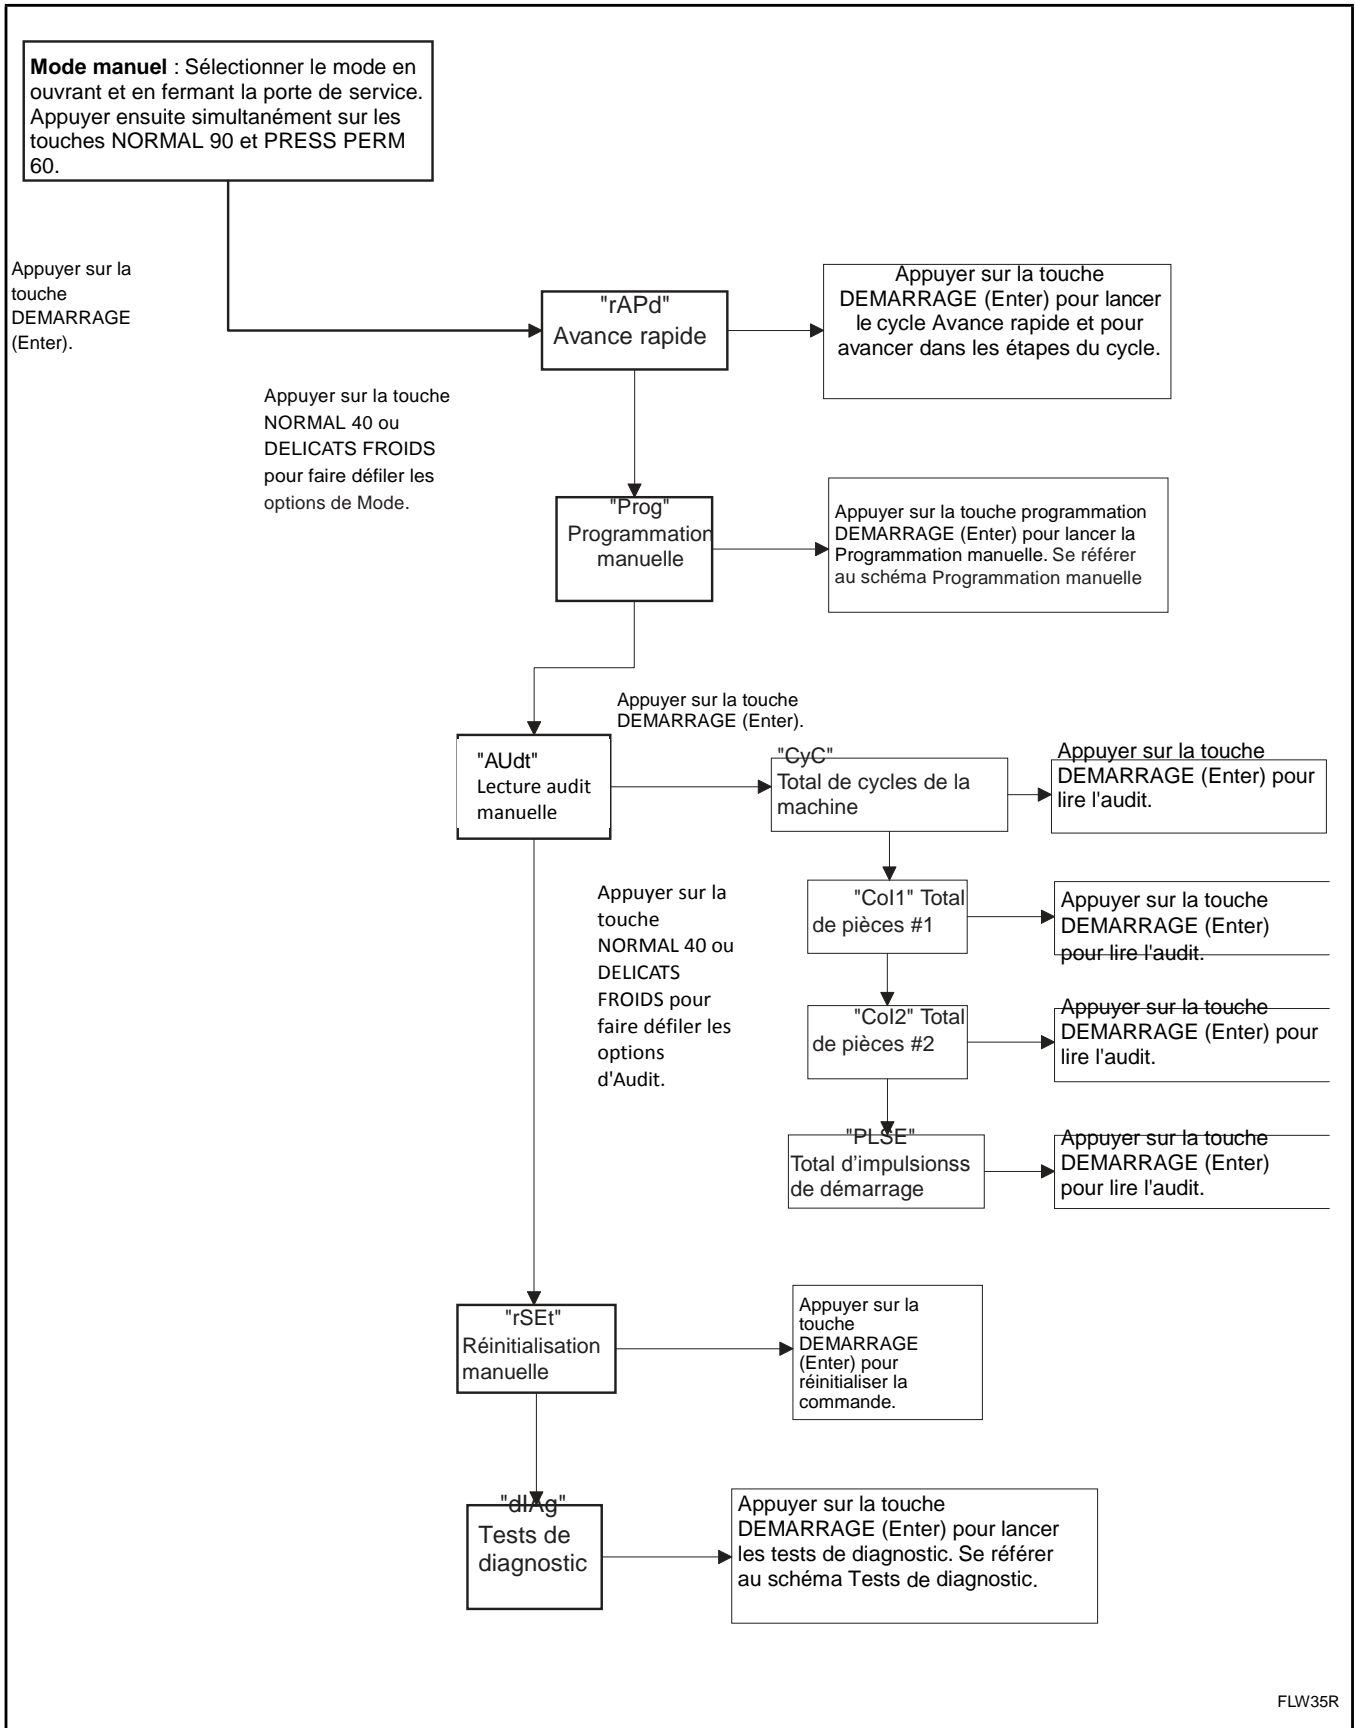 Mode manuel : Sélectionner le mode en
ouvrant et en fermant la porte de service.
Appuyer ensuite simultanément sur les
touches NORMAL 90 et PRESS PERM
60.
Appuyer sur la
touche
DEMARRAGE
(Enter).
"rAPd"
Avance rapide
Appuyer sur la touche
DEMARRAGE (Enter) pour lancer
le cycle Avance rapide et pour
avancer dans les étapes du cycle.
Appuyer sur la touche
NORMAL 40 ou
DELICATS FROIDS
pour faire défiler les
options de Mode.
"Prog"
Programmation
manuelle
Appuyer sur la touche programmation
DEMARRAGE (Enter) pour lancer la
Programmation manuelle. Se référer
au schéma Programmation manuelle
Appuyer sur la touche
DEMARRAGE (Enter).
"AUdt"
Lecture audit
manuelle
"CyC"
Total de cycles de la
machine
Appuyer sur la touche
DEMARRAGE (Enter) pour
lire l'audit.
Appuyer sur la
touche
NORMAL 40 ou
DELICATS
FROIDS pour
faire défiler les
options
d'Audit.
"CoI1" Total
de pièces #1
Appuyer sur la touche
DEMARRAGE (Enter)
pour lire l'audit.
"CoI2" Total
de pièces #2
Appuyer sur la touche
DEMARRAGE (Enter) pour
lire l'audit.
"PLSE"
Total d’impulsionss
de démarrage
Appuyer sur la touche
DEMARRAGE (Enter)
pour lire l'audit.
"rSEt"
Réinitialisation
manuelle
Appuyer sur la
touche
DEMARRAGE
(Enter) pour
réinitialiser la
commande.
"dIAg"
Tests de
diagnostic
Appuyer sur la touche
DEMARRAGE (Enter) pour lancer
les tests de diagnostic. Se référer
au schéma Tests de diagnostic.
FLW35R